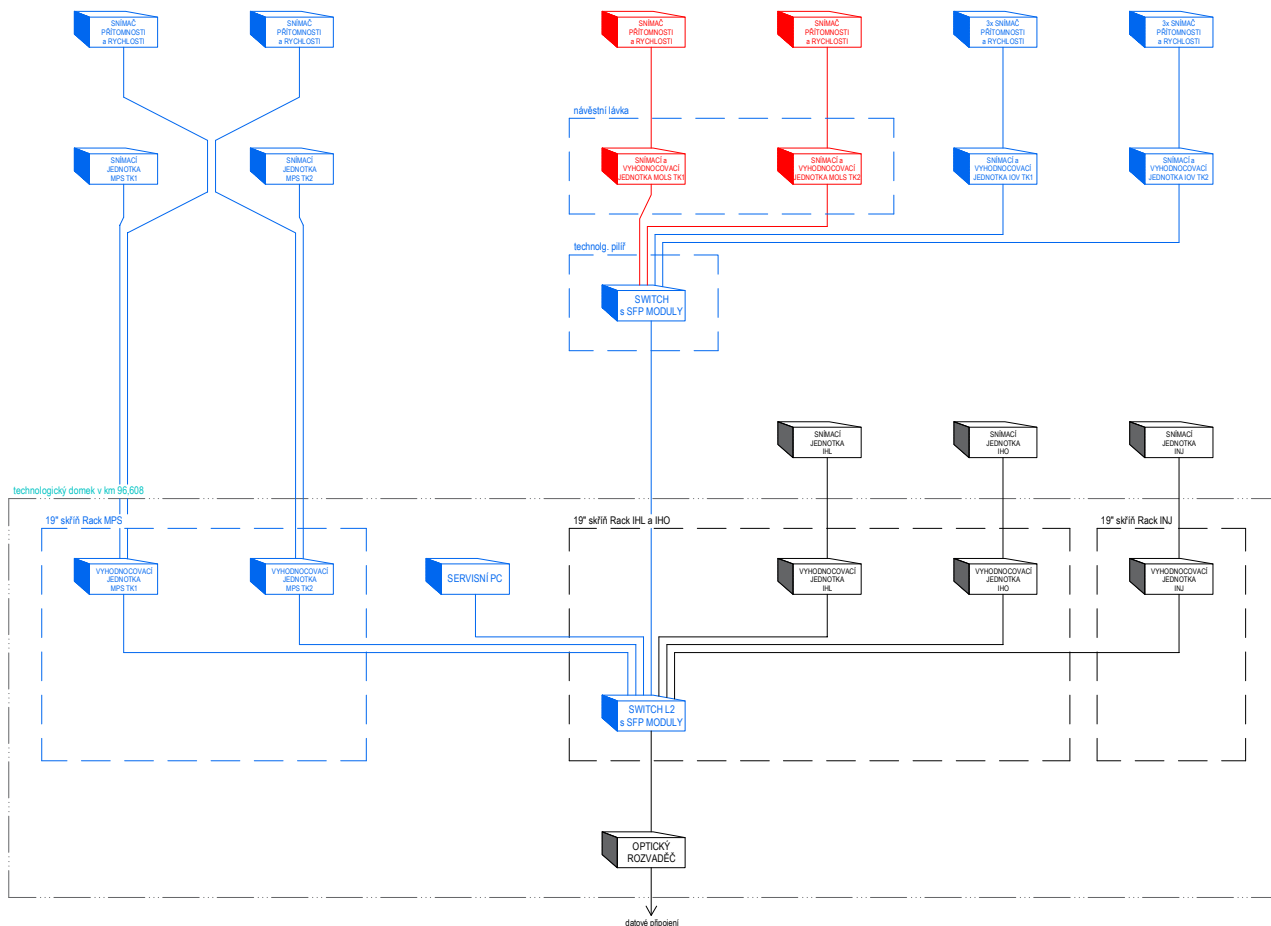 SNÍMAČ
PŘÍTOMNOSTI
a RYCHLOSTI
SNÍMAČ
PŘÍTOMNOSTI
a RYCHLOSTI
SNÍMAČ
PŘÍTOMNOSTI
a RYCHLOSTI
SNÍMAČ
PŘÍTOMNOSTI
a RYCHLOSTI
3x SNÍMAČ
PŘÍTOMNOSTI
a RYCHLOSTI
3x SNÍMAČ
PŘÍTOMNOSTI
a RYCHLOSTI
návěstní lávka
SNÍMACÍ
JEDNOTKA
MPS TK1
SNÍMACÍ
JEDNOTKA
MPS TK2
SNÍMACÍ a
VYHODNOCOVACÍ
JEDNOTKA MOLS TK1
SNÍMACÍ a
VYHODNOCOVACÍ
JEDNOTKA MOLS TK2
SNÍMACÍ a
VYHODNOCOVACÍ
JEDNOTKA IOV TK1
SNÍMACÍ a
VYHODNOCOVACÍ
JEDNOTKA IOV TK2
technolg. pilíř
SWITCH
s SFP MODULY
SNÍMACÍ
JEDNOTKA
IHL
SNÍMACÍ
JEDNOTKA
IHO
SNÍMACÍ
JEDNOTKA
INJ
technologický domek v km 96,608
19" skříň Rack MPS
19" skříň Rack IHL a IHO
19" skříň Rack INJ
VYHODNOCOVACÍ
JEDNOTKA
MPS TK1
VYHODNOCOVACÍ
JEDNOTKA
MPS TK2
SERVISNÍ PC
VYHODNOCOVACÍ
JEDNOTKA
IHL
VYHODNOCOVACÍ
JEDNOTKA
IHO
VYHODNOCOVACÍ
JEDNOTKA
INJ
SWITCH L2
s SFP MODULY
OPTICKÝ
ROZVADĚČ
datové připojení